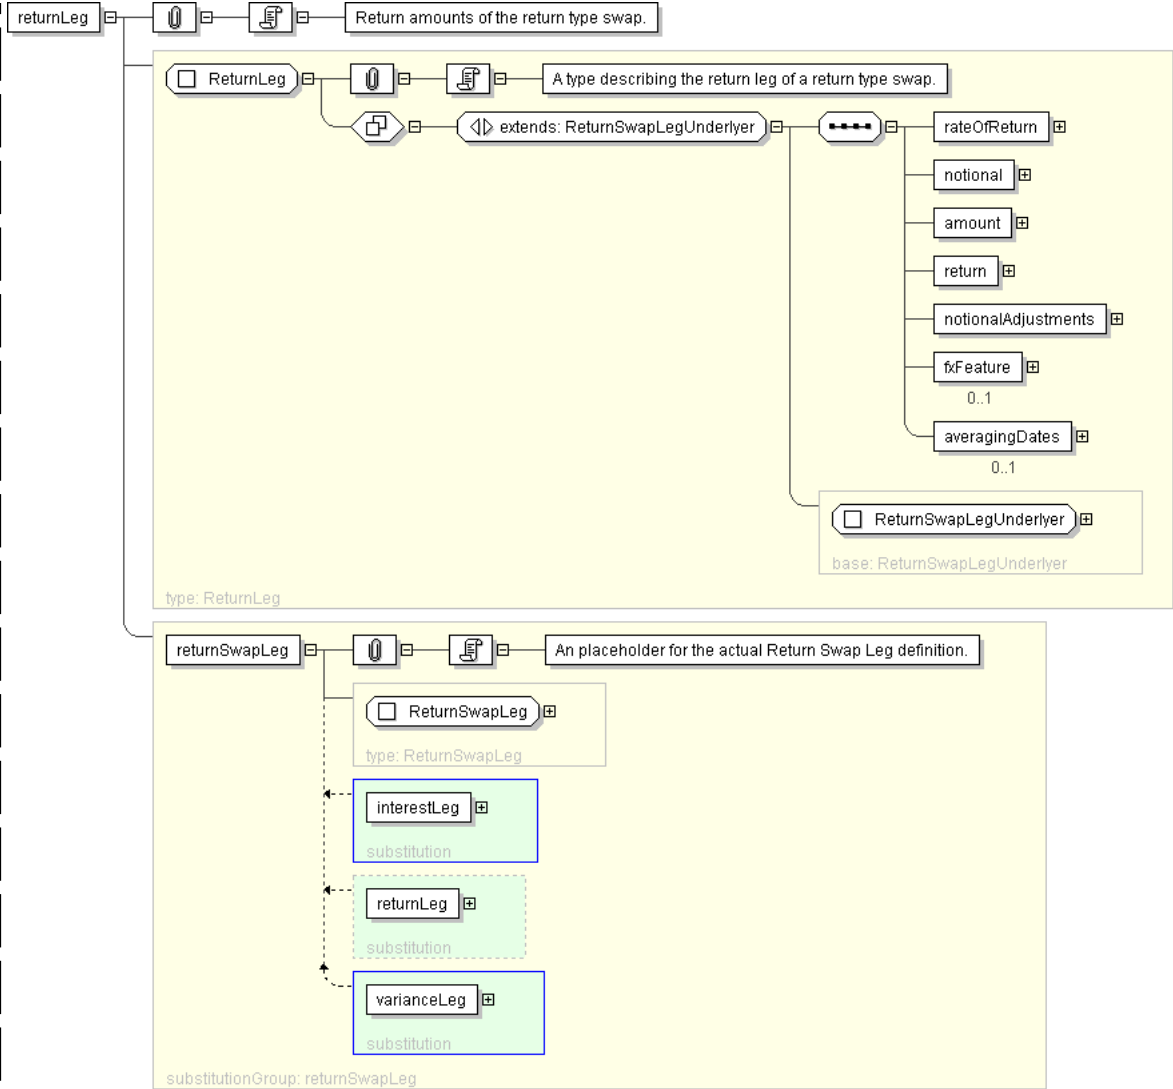 returnLeg
Return amounts of the return type swap.
ReturnLeg
A type describing the return leg of a return type swap.
extends: ReturnSwapLegUnderlyer
rateOfReturn
notional
amount
return
notionalAdjustments
fxFeature
0..1
averagingDates
0..1
ReturnSwapLegUnderlyer
base: ReturnSwapLegUnderlyer
type: ReturnLeg
returnSwapLeg
An placeholder for the actual Return Swap Leg definition.
ReturnSwapLeg
type: ReturnSwapLeg
interestLeg
substitution
returnLeg
substitution
varianceLeg
substitution
substitutionGroup: returnSwapLeg